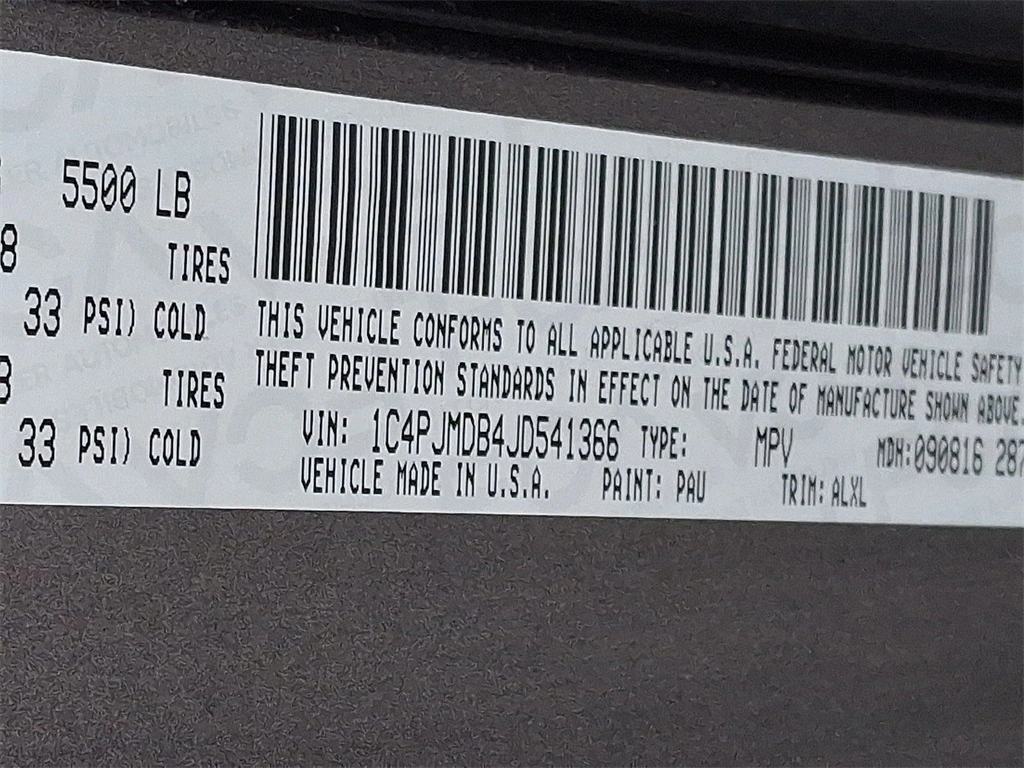 5500 LB
8 TIRES
33 PSI) COLD
TIRES
33 PSI) COLD
THIS VEHICLE CONFORMS TO ALL APPLICABLE U.S.A. FEDERAL MOTOR VEHICLE SAFETY
THEFT PREVENTION STANDARDS IN EFFECT ON THE DATE OF MANUFACTURE SHOWN ABOVE.
VIN: 1C4PJMDB4JD541366 TYPE: MPV MDH:090816 287
VEHICLE MADE IN U.S.A. PAINT: PAU TRIM: ALXL